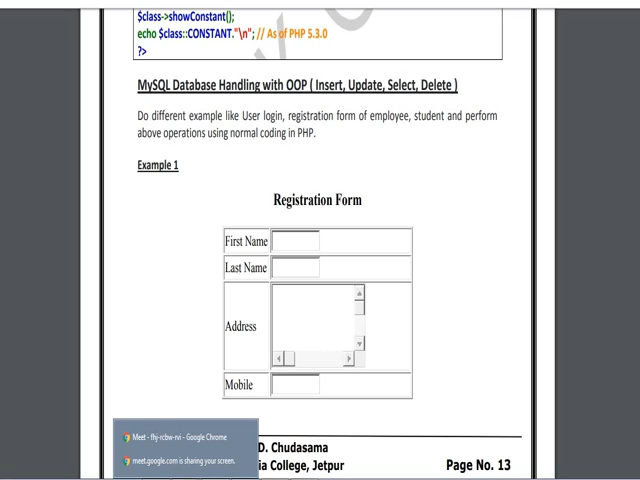 $class->showConstant();
echo $class::CONSTANT."\n"; // As of PHP 5.3.0
?>
MySQL Database Handling with OOP ( Insert, Update, Select, Delete )
Do different example like User login, registration form of employee, student and perform
above operations using normal coding in PHP.
Example 1
Registration Form
First Name
Last Name
Address
Mobile
Meet - fhj-rcbw-rvi - Google Chrome
meet.google.com is sharing your screen.
D. Chudasama
ia College, Jetpur
Page No. 13